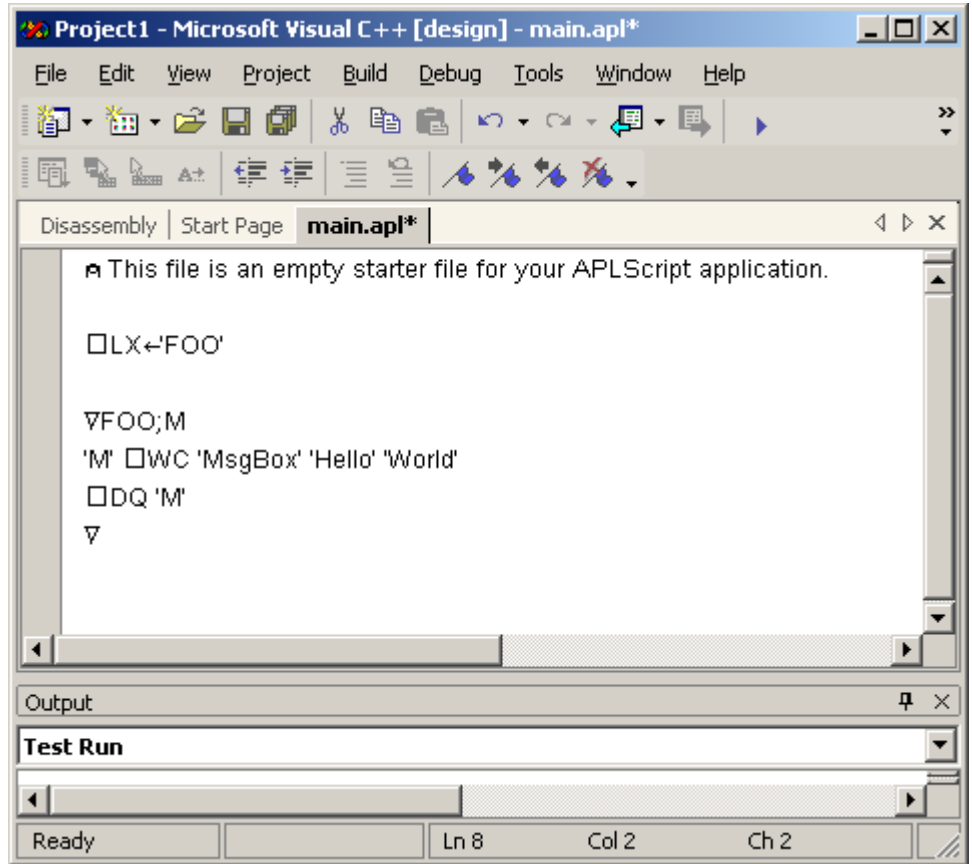 Project1 - Microsoft Visual C++ [design] - main.apl*
File Edit View Project Build Debug Tools Window Help
Disassembly Start Page main.apl*
⍝ This file is an empty starter file for your APLScript application.
⎕LX←'FOO'
∇FOO;M
'M' ⎕WC 'MsgBox' 'Hello' 'World'
⎕DQ 'M'
∇
Output
Test Run
Ready Ln 8 Col 2 Ch 2